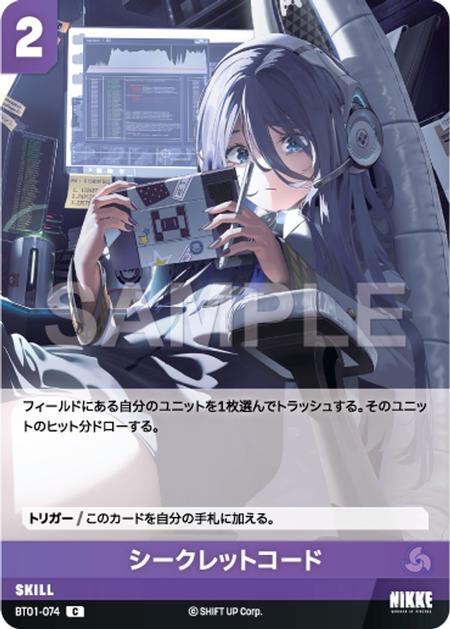 2
SAMPLE
フィールドにある自分のユニットを1枚選んでトラッシュする。そのユニッ
トのヒット分ドローする。
トリガー / このカードを自分の手札に加える。
シークレットコード
SKILL
BT01-074 C
© SHIFT UP Corp.
NIKKE